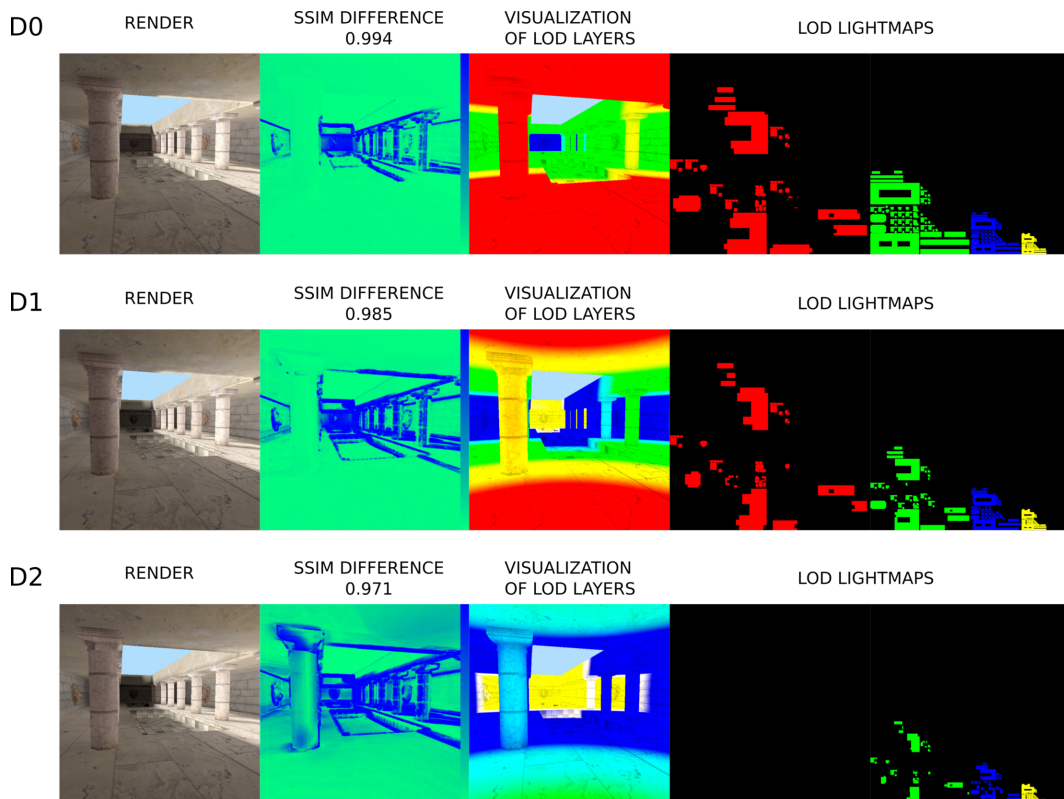 D0
RENDER
SSIM DIFFERENCE
0.994
VISUALIZATION
OF LOD LAYERS
LOD LIGHTMAPS
D1
RENDER
SSIM DIFFERENCE
0.985
VISUALIZATION
OF LOD LAYERS
LOD LIGHTMAPS
D2
RENDER
SSIM DIFFERENCE
0.971
VISUALIZATION
OF LOD LAYERS
LOD LIGHTMAPS